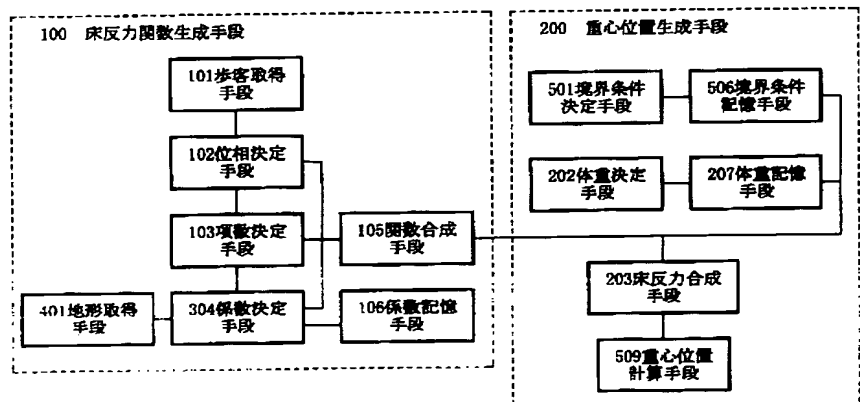 100 床反力関数生成手段
101歩容取得
手段
102位相決定
手段
103項数決定
手段
105関数合成
手段
401地形取得
手段
304係数決定
手段
106係数記憶
手段
200 重心位置生成手段
501境界条件
決定手段
506境界条件
記憶手段
202体重決定
手段
207体重記憶
手段
203床反力合成
手段
509重心位置
計算手段